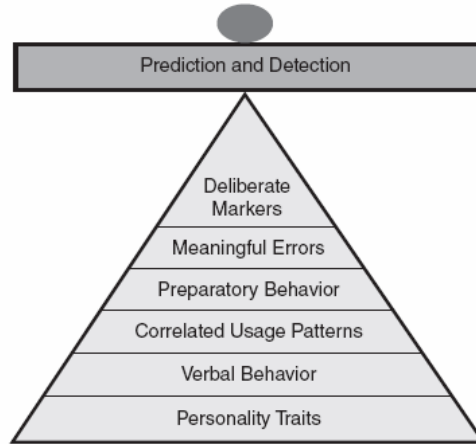 Prediction and Detection
Deliberate
Markers
Meaningful Errors
Preparatory Behavior
Correlated Usage Patterns
Verbal Behavior
Personality Traits